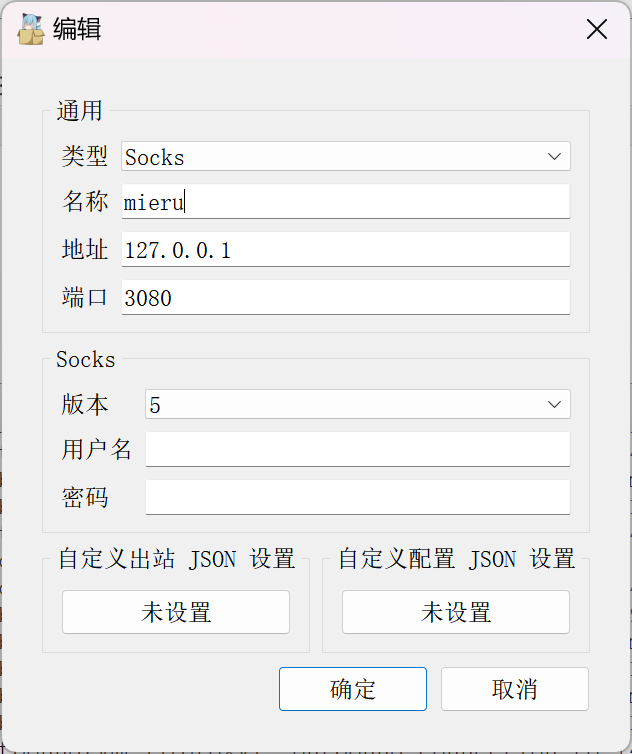 编辑
通用
类型 Socks
名称 mieru
地址 127.0.0.1
端口 3080
Socks
版本 5
用户名
密码
自定义出站 JSON 设置 自定义配置 JSON 设置
未设置 未设置
确定 取消